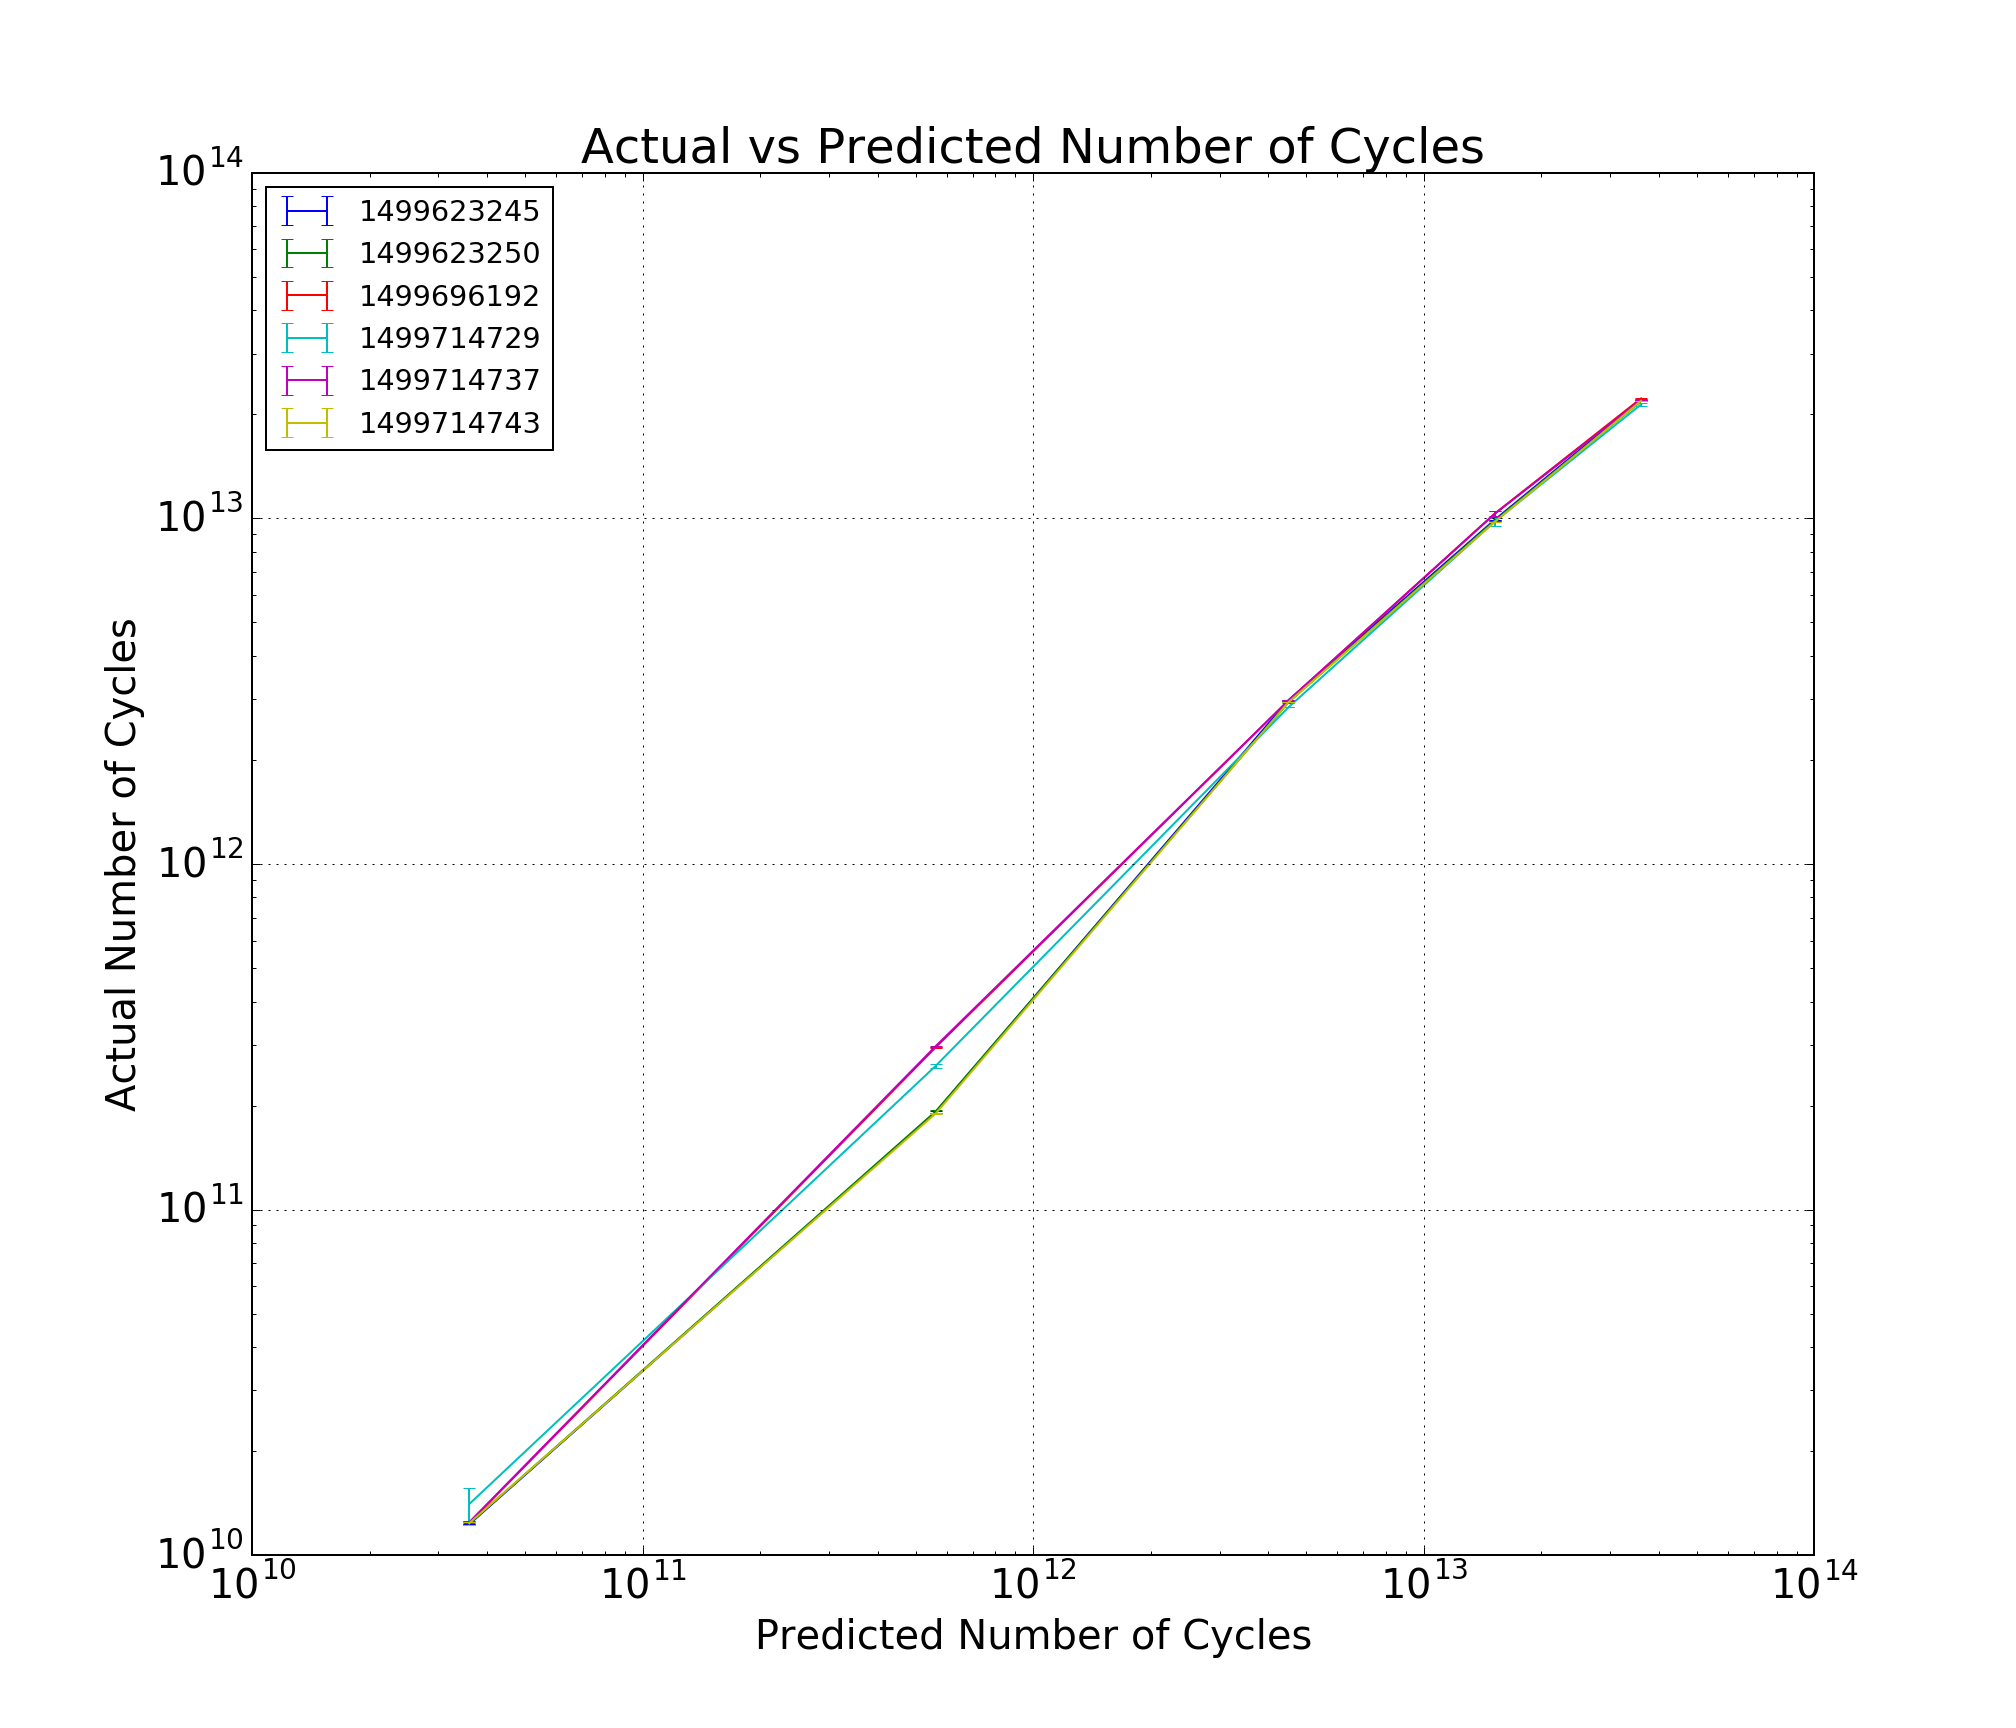 Actual vs Predicted Number of Cycles
10^14
10^13
10^12
10^11
10^10
Actual Number of Cycles
1499623245
1499623250
1499696192
1499714729
1499714737
1499714743
10^10 10^11 10^12 10^13 10^14
Predicted Number of Cycles